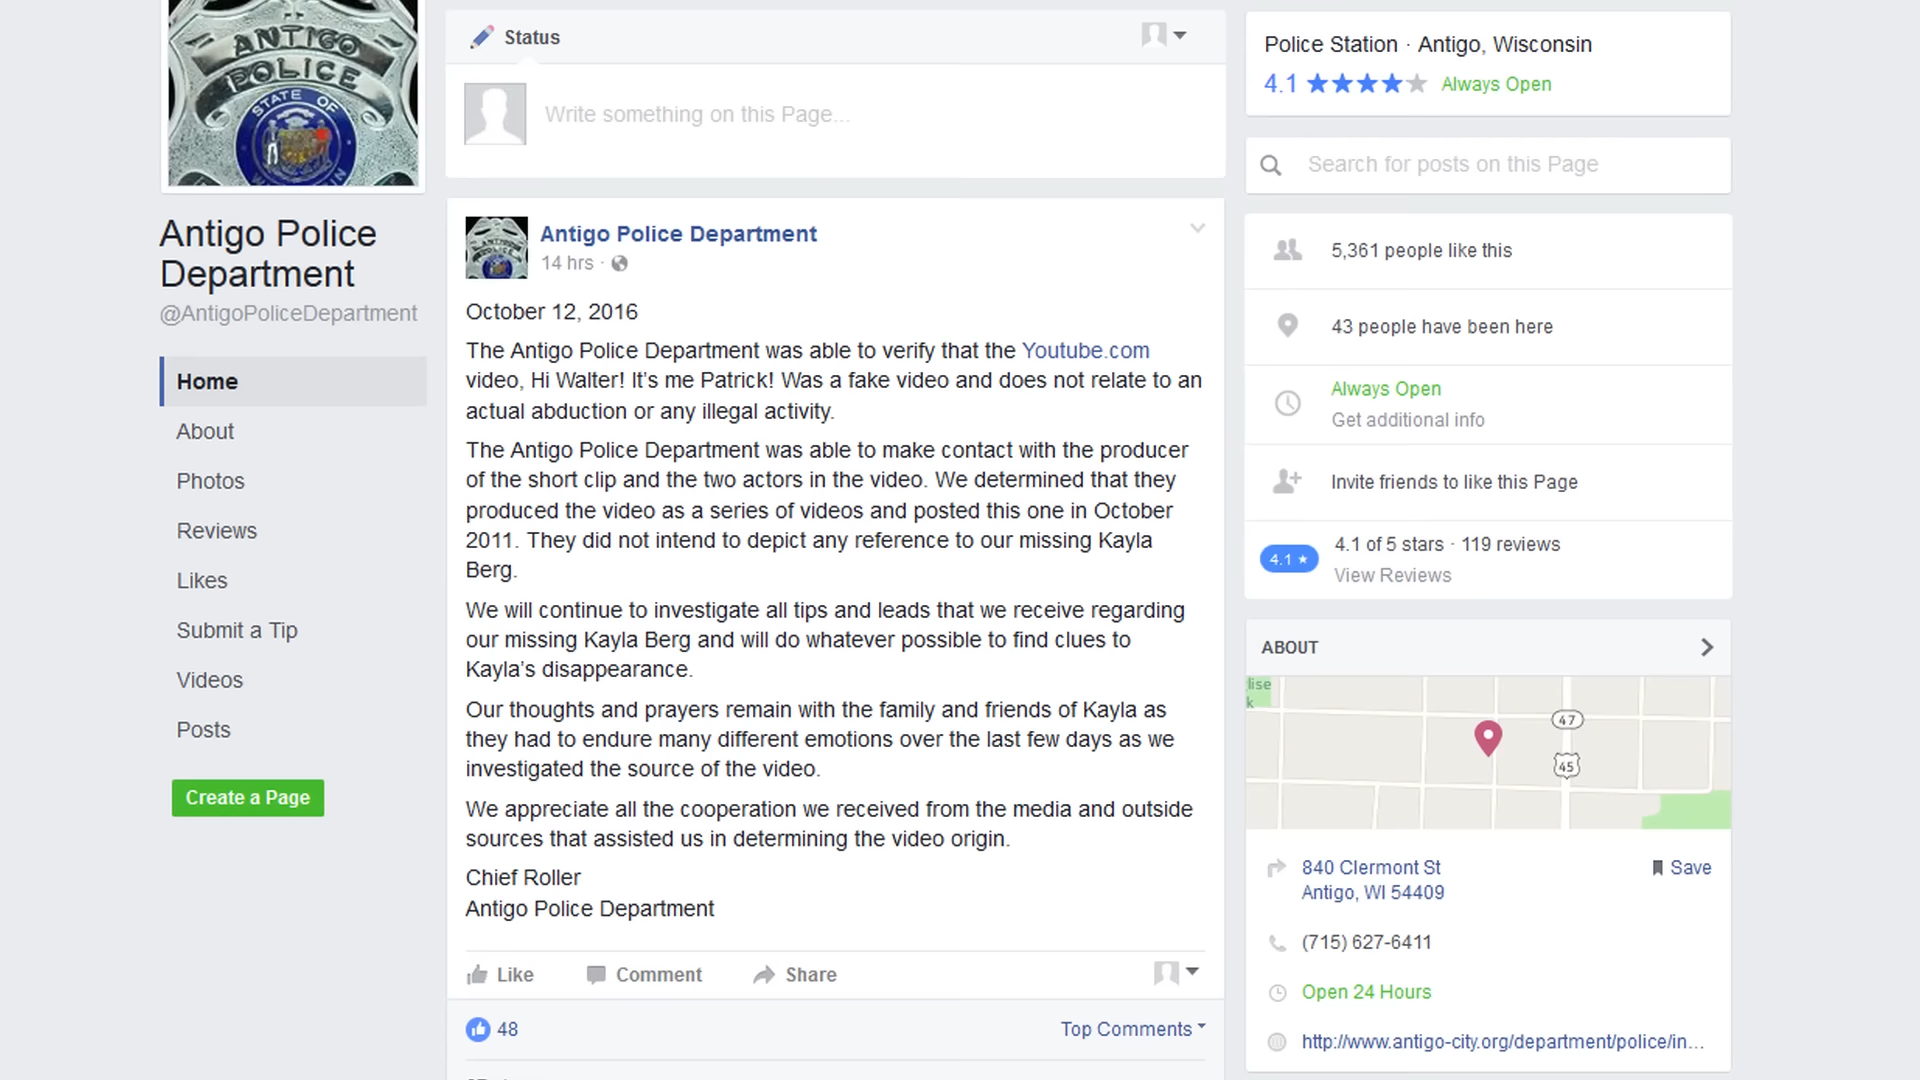 ANTIGO
POLICE
STATE OF
Antigo Police
Department
@AntigoPoliceDepartment
Home
About
Photos
Reviews
Likes
Submit a Tip
Videos
Posts
Create a Page
Status
Write something on this Page...
Antigo Police Department
14 hrs ·
October 12, 2016
The Antigo Police Department was able to verify that the Youtube.com
video, Hi Walter! It's me Patrick! Was a fake video and does not relate to an
actual abduction or any illegal activity.
The Antigo Police Department was able to make contact with the producer
of the short clip and the two actors in the video. We determined that they
produced the video as a series of videos and posted this one in October
2011. They did not intend to depict any reference to our missing Kayla
Berg.
We will continue to investigate all tips and leads that we receive regarding
our missing Kayla Berg and will do whatever possible to find clues to
Kayla's disappearance.
Our thoughts and prayers remain with the family and friends of Kayla as
they had to endure many different emotions over the last few days as we
investigated the source of the video.
We appreciate all the cooperation we received from the media and outside
sources that assisted us in determining the video origin.
Chief Roller
Antigo Police Department
Like Comment Share
48
Top Comments
Police Station · Antigo, Wisconsin
4.1 Always Open
Search for posts on this Page
5,361 people like this
43 people have been here
Always Open
Get additional info
Invite friends to like this Page
4.1
4.1 of 5 stars · 119 reviews
View Reviews
ABOUT
lise
k
47
45
840 Clermont St
Antigo, WI 54409
Save
(715) 627-6411
Open 24 Hours
http://www.antigo-city.org/department/police/in...